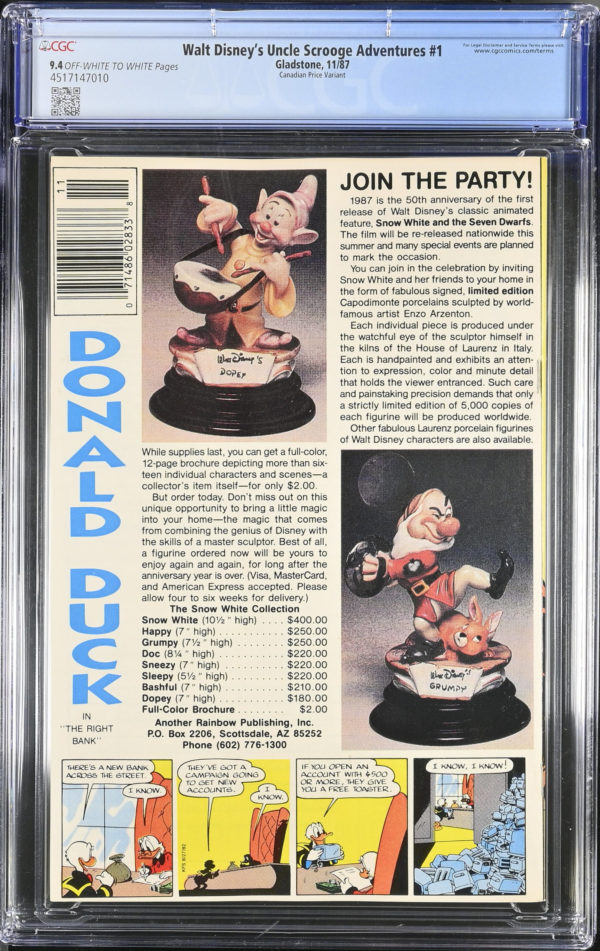 CGC
Walt Disney's Uncle Scrooge Adventures #1
9.4 OFF-WHITE TO WHITE Pages
Gladstone, 11/87
4517147010
Canadian Price Variant
For Legal Disclaimer and Service Terms please visit:
www.cgccomics.com/terms
11
0 71486 02833 8
DONALD DUCK
IN
"THE RIGHT
BANK"
Walt Disney's
DOPEY
While supplies last, you can get a full-color,
12-page brochure depicting more than six-
teen individual characters and scenes—a
collector's item itself—for only $2.00.
But order today. Don't miss out on this
unique opportunity to bring a little magic
into your home—the magic that comes
from combining the genius of Disney with
the skills of a master sculptor. Best of all,
a figurine ordered now will be yours to
enjoy again and again, for long after the
anniversary year is over. (Visa, MasterCard,
and American Express accepted. Please
allow four to six weeks for delivery.)
The Snow White Collection
Snow White (10½" high) .... $400.00
Happy (7" high) .......... $250.00
Grumpy (7½" high) ....... $250.00
Doc (8¼" high) .......... $220.00
Sneezy (7" high) ......... $220.00
Sleepy (5½" high) ........ $220.00
Bashful (7" high) ......... $210.00
Dopey (7" high) .......... $180.00
Full-Color Brochure ........ $2.00
Another Rainbow Publishing, Inc.
P.O. Box 2206, Scottsdale, AZ 85252
Phone (602) 776-1300
JOIN THE PARTY!
1987 is the 50th anniversary of the first
release of Walt Disney's classic animated
feature, Snow White and the Seven Dwarfs.
The film will be re-released nationwide this
summer and many special events are planned
to mark the occasion.
You can join in the celebration by inviting
Snow White and her friends to your home in
the form of fabulous signed, limited edition
Capodimonte porcelains sculpted by world-
famous artist Enzo Arzenton.
Each individual piece is produced under
the watchful eye of the sculptor himself in
the kilns of the House of Laurenz in Italy.
Each is handpainted and exhibits an atten-
tion to expression, color and minute detail
that holds the viewer entranced. Such care
and painstaking precision demands that only
a strictly limited edition of 5,000 copies of
each figurine will be produced worldwide.
Other fabulous Laurenz porcelain figurines
of Walt Disney characters are also available.
Walt Disney's
GRUMPY
THERE'S A NEW BANK
ACROSS THE STREET.
I KNOW.
THEY'VE GOT A
CAMPAIGN GOING
TO GET NEW
ACCOUNTS.
I
KNOW.
IF YOU OPEN AN
ACCOUNT WITH $500
OR MORE, THEY GIVE
YOU A FREE TOASTER.
I KNOW, I KNOW!